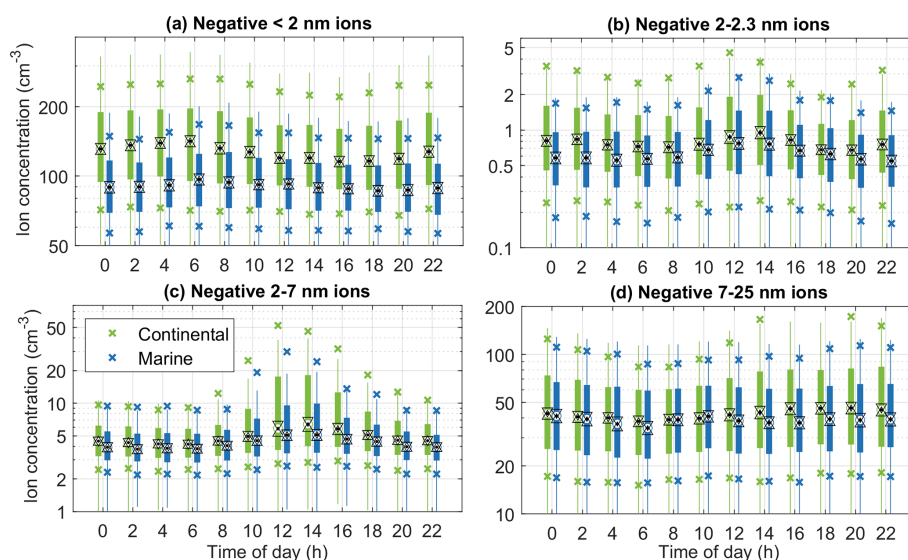 (a) Negative < 2 nm ions
Ion concentration (cm-3)
200
100
50
0 2 4 6 8 10 12 14 16 18 20 22
(b) Negative 2-2.3 nm ions
5
2
1
0.5
0.1
0 2 4 6 8 10 12 14 16 18 20 22
(c) Negative 2-7 nm ions
Ion concentration (cm-3)
50
20
10
5
2
1
Continental
Marine
0 2 4 6 8 10 12 14 16 18 20 22
Time of day (h)
(d) Negative 7-25 nm ions
200
100
50
20
10
0 2 4 6 8 10 12 14 16 18 20 22
Time of day (h)